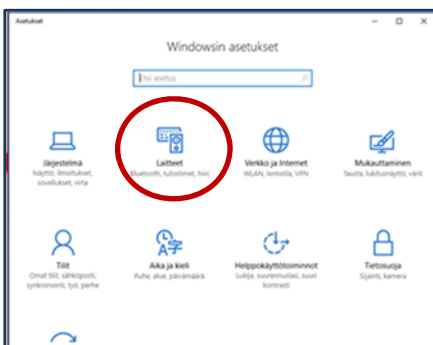 Asetukset
Windowsin asetukset
Etsi asetus
Järjestelmä
Näyttö, ilmoitukset,
sovellukset, virta
Laitteet
Bluetooth, tulostimet, hiiri
Verkko ja Internet
WLAN, lentotila, VPN
Mukauttaminen
Tausta, lukitusnäyttö, värit
Tilit
Omat tilit, sähköposti,
synkronointi, työ, perhe
Aika ja kieli
Puhe, alue, päivämäärä
Helppokäyttötoiminnot
Lukija, suurennuslasi, suuri
kontrasti
Tietosuoja
Sijainti, kamera